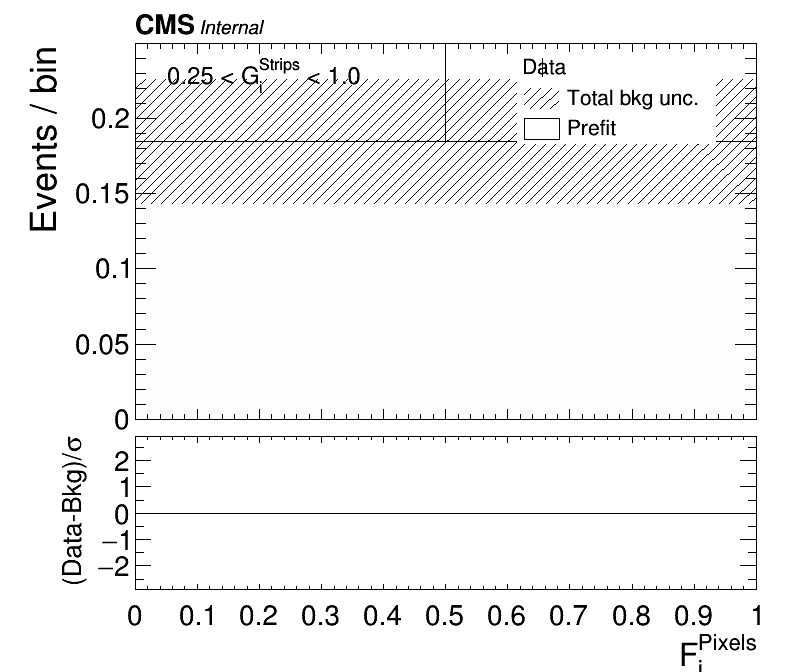 CMS Internal
0.25 < G_i^Strips < 1.0
Data
Total bkg unc.
Prefit
Events / bin
0.2
0.15
0.1
0.05
0
(Data-Bkg)/σ
2
1
0
−1
−2
0 0.1 0.2 0.3 0.4 0.5 0.6 0.7 0.8 0.9 1
F_i^Pixels